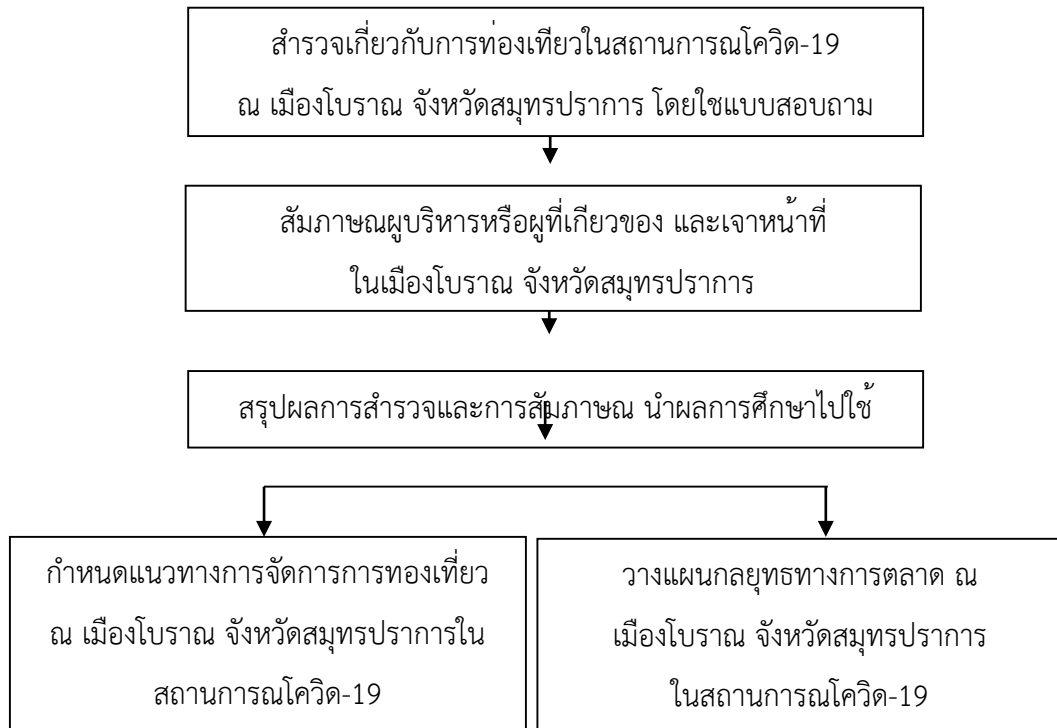 สำรวจเกี่ยวกับการท่องเทียวในสถานการณโควิด-19
ณ เมืองโบราณ จังหวัดสมุทรปราการ โดยใชแบบสอบถาม
สัมภาษณผูบริหารหรือผูที่เกียวของ และเจาหน้าที่
ในเมืองโบราณ จังหวัดสมุทรปราการ
สรุปผลการสำรวจและการสัมภาษณ นำผลการศึกษาไปใช้
กำหนดแนวทางการจัดการการทองเที่ยว
ณ เมืองโบราณ จังหวัดสมุทรปราการใน
สถานการณโควิด-19
วางแผนกลยุทธทางการตลาด ณ
เมืองโบราณ จังหวัดสมุทรปราการ
ในสถานการณโควิด-19